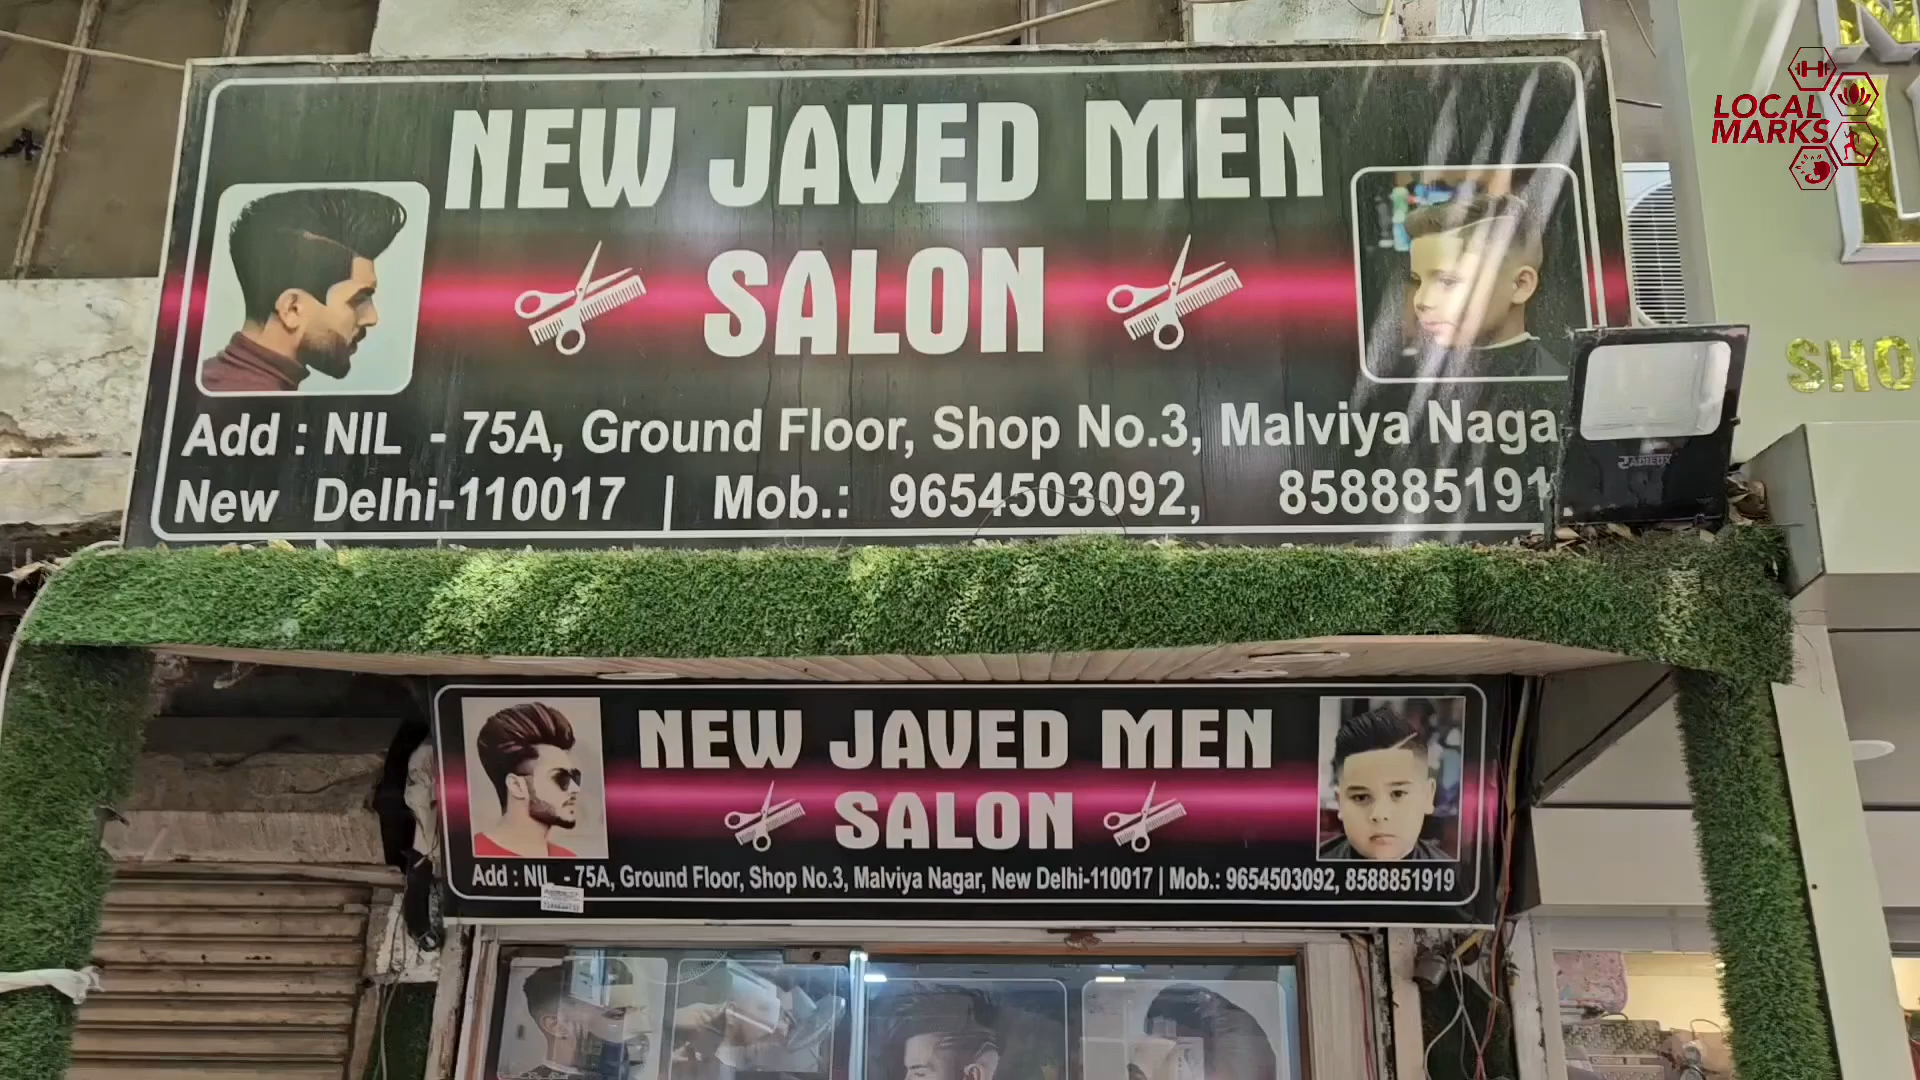 LOCAL
MARKS
NEW JAVED MEN
SALON
SHO
Add : NIL - 75A, Ground Floor, Shop No.3, Malviya Naga
New Delhi-110017 | Mob.: 9654503092, 858885191
NEW JAVED MEN
SALON
Add : NIL - 75A, Ground Floor, Shop No.3, Malviya Nagar, New Delhi-110017 | Mob.: 9654503092, 8588851919